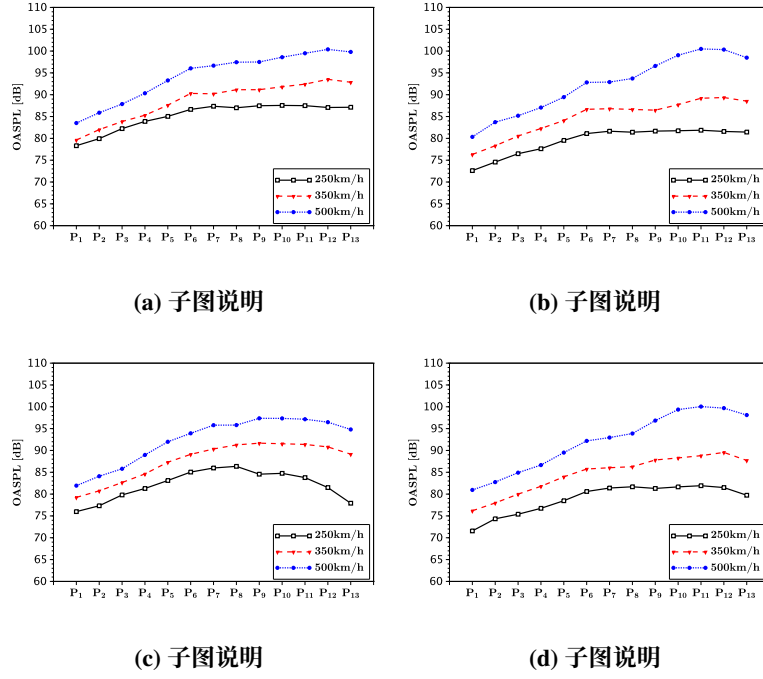 110
105
100
95
90
85
80
75
70
65
60
OASPL [dB]
P₁ P₂ P₃ P₄ P₅ P₆ P₇ P₈ P₉ P₁₀ P₁₁ P₁₂ P₁₃
250km/h
350km/h
500km/h
(a) 子图说明
110
105
100
95
90
85
80
75
70
65
60
OASPL [dB]
P₁ P₂ P₃ P₄ P₅ P₆ P₇ P₈ P₉ P₁₀ P₁₁ P₁₂ P₁₃
250km/h
350km/h
500km/h
(b) 子图说明
110
105
100
95
90
85
80
75
70
65
60
OASPL [dB]
P₁ P₂ P₃ P₄ P₅ P₆ P₇ P₈ P₉ P₁₀ P₁₁ P₁₂ P₁₃
250km/h
350km/h
500km/h
(c) 子图说明
110
105
100
95
90
85
80
75
70
65
60
OASPL [dB]
P₁ P₂ P₃ P₄ P₅ P₆ P₇ P₈ P₉ P₁₀ P₁₁ P₁₂ P₁₃
250km/h
350km/h
500km/h
(d) 子图说明